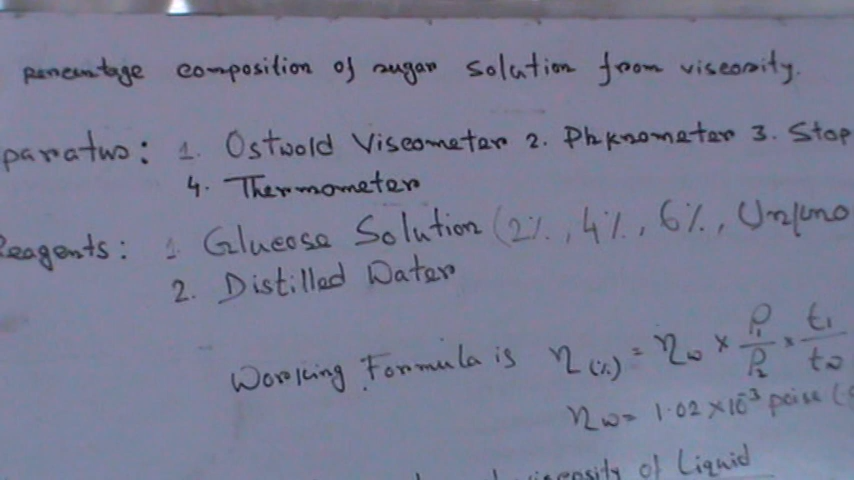 percentage composition of sugar solution from viscosity.
paratus: 1. Ostwold Viscometer 2. Phknometer 3. Stop
4. Thermometer
Reagents: 1. Glucose Solution (2%, 4%, 6%, Unkno
2. Distilled Water
Working Formula is η(%) = ηw × ρ1/ρ2 × t1/tw
ηw = 1.02 × 10⁻³ poise (
viscosity of Liquid